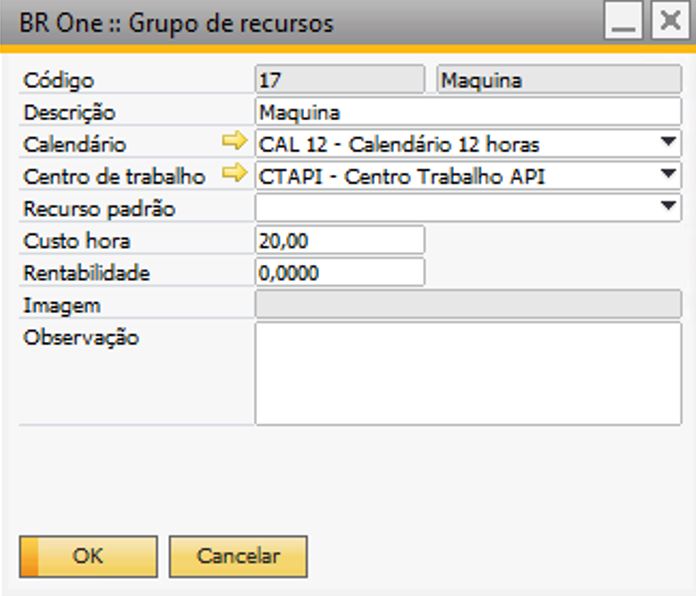 BR One :: Grupo de recursos
Código 17 Maquina
Descrição Maquina
Calendário CAL 12 - Calendário 12 horas
Centro de trabalho CTAPI - Centro Trabalho API
Recurso padrão
Custo hora 20,00
Rentabilidade 0,0000
Imagem
Observação
OK Cancelar